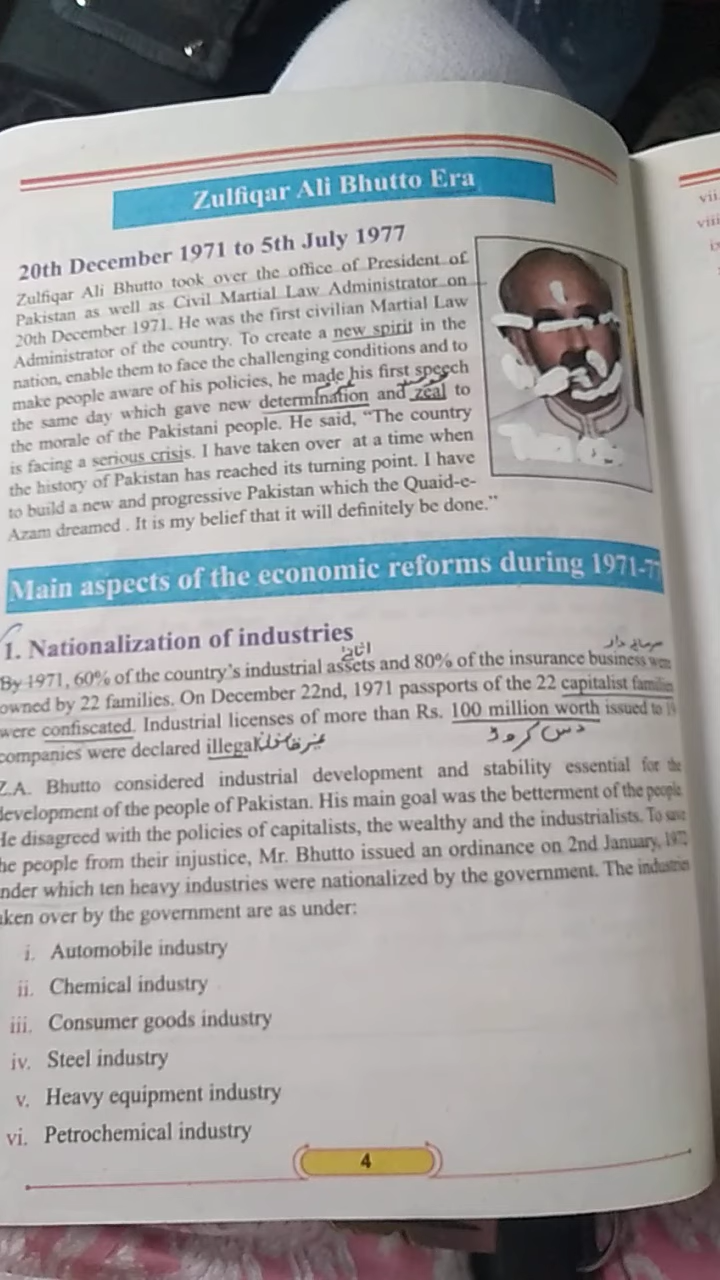 Zulfiqar Ali Bhutto Era
20th December 1971 to 5th July 1977
Zulfiqar Ali Bhutto took over the office of President of
Pakistan as well as Civil Martial Law Administrator on
20th December 1971. He was the first civilian Martial Law
Administrator of the country. To create a new spirit in the
nation, enable them to face the challenging conditions and to
make people aware of his policies, he made his first speech
the same day which gave new determination and zeal to
the morale of the Pakistani people. He said, “The country
is facing a serious crisis. I have taken over at a time when
the history of Pakistan has reached its turning point. I have
to build a new and progressive Pakistan which the Quaid-e-
Azam dreamed . It is my belief that it will definitely be done.”
Main aspects of the economic reforms during 1971-77
1. Nationalization of industries
اثاثے
سرمایہ دار
By 1971, 60% of the country’s industrial assets and 80% of the insurance business were
owned by 22 families. On December 22nd, 1971 passports of the 22 capitalist families
were confiscated. Industrial licenses of more than Rs. 100 million worth issued to 19
companies were declared illegal غیر قانونی دس کروڑ
Z.A. Bhutto considered industrial development and stability essential for the
development of the people of Pakistan. His main goal was the betterment of the people
He disagreed with the policies of capitalists, the wealthy and the industrialists. To save
he people from their injustice, Mr. Bhutto issued an ordinance on 2nd January, 1972
nder which ten heavy industries were nationalized by the government. The industries
aken over by the government are as under:
i. Automobile industry
ii. Chemical industry
iii. Consumer goods industry
iv. Steel industry
v. Heavy equipment industry
vi. Petrochemical industry
4
vii.
viii
ix